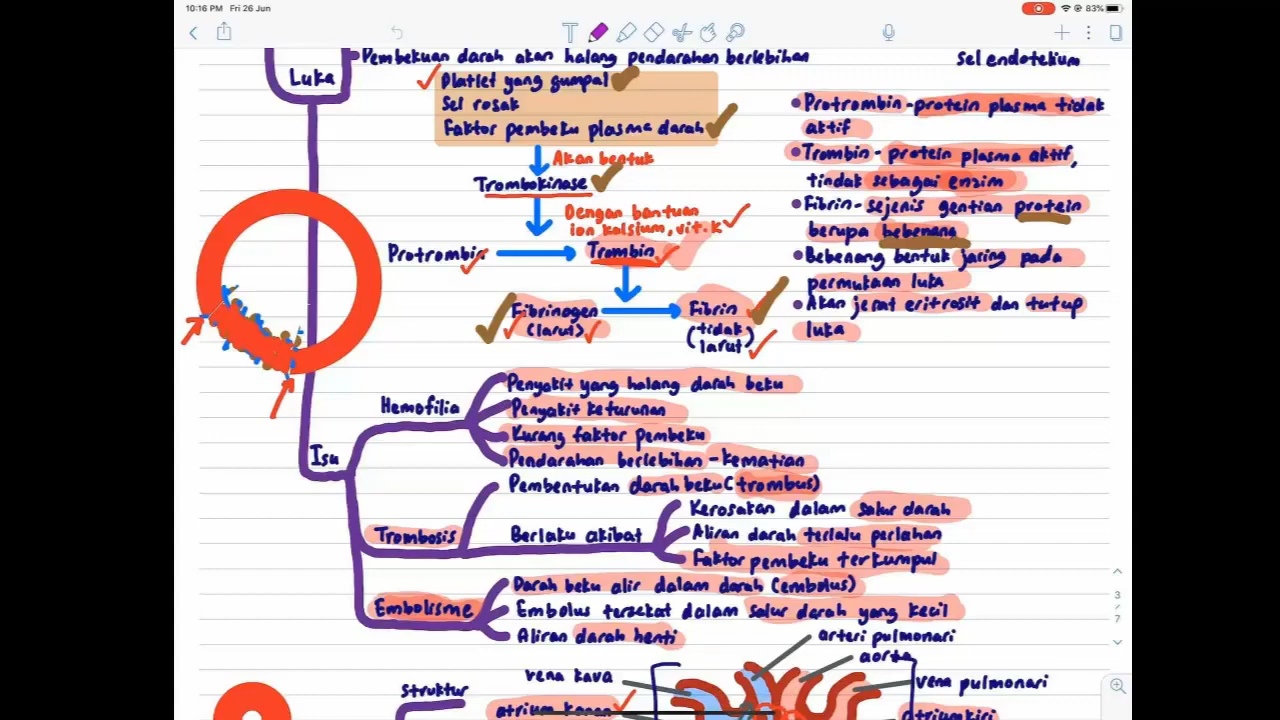 10:16 PM Fri 26 Jun
83%
Pembekuan darah akan halang pendarahan berlebihan
Sel endotelium
Luka
Platlet yang gumpal
Sel rosak
Faktor pembeku plasma darah
Akan bentuk
Trombokinase
Dengan bantuan
ion kalsium, vit.K
Protrombin
Trombin
Fibrinogen
(larut)
Fibrin
(tidak
larut)
Protrombin - protein plasma tidak
aktif
Trombin - protein plasma aktif,
tindak sebagai enzim
Fibrin - sejenis gentian protein
berupa bebenang
Bebenang bentuk jaring pada
permukaan luka
Akan jerat eritrosit dan tutup
luka
Isu
Hemofilia
Penyakit yang halang darah beku
Penyakit keturunan
Kurang faktor pembeku
Pendarahan berlebihan - kematian
Trombosis
Pembentukan darah beku (trombus)
Berlaku akibat
Kerosakan dalam salur darah
Aliran darah terlalu perlahan
Faktor pembeku terkumpul
Embolisme
Darah beku alir dalam darah (embolus)
Embolus tersekat dalam salur darah yang kecil
Aliran darah henti
3
/
7
arteri pulmonari
aorta
vena kava
vena pulmonari
struktur
atrium kanan
atrium kiri